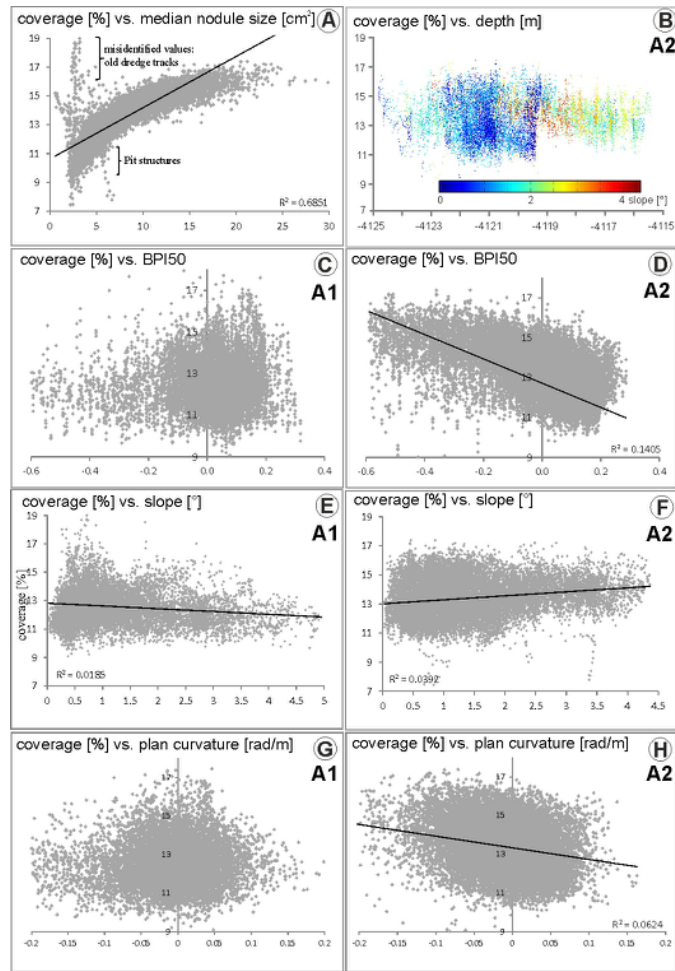 coverage [%] vs. median nodule size [cm²]
A
19
17
15
13
11
9
7
misidentified values:
old dredge tracks
Pit structures
R² = 0.6851
0 5 10 15 20 25 30
coverage [%] vs. depth [m]
B
A2
19
17
15
13
11
9
7
0 2 4 slope [°]
-4125 -4123 -4121 -4119 -4117 -4115
coverage [%] vs. BPI50
C
A1
17
15
13
11
9
-0.6 -0.4 -0.2 0.0 0.2 0.4
coverage [%] vs. BPI50
D
A2
17
15
13
11
9
R² = 0.1405
-0.6 -0.4 -0.2 0.0 0.2 0.4
coverage [%] vs. slope [°]
E
A1
19
17
15
13
11
9
7
coverage [%]
R² = 0.0185
0 0.5 1 1.5 2 2.5 3 3.5 4 4.5 5
coverage [%] vs. slope [°]
F
A2
19
17
15
13
11
9
7
R² = 0.0392
0 0.5 1 1.5 2 2.5 3 3.5 4 4.5
coverage [%] vs. plan curvature [rad/m]
G
A1
17
15
13
11
9
-0.2 -0.15 -0.1 -0.05 0 0.05 0.1 0.15 0.2
coverage [%] vs. plan curvature [rad/m]
H
A2
17
15
13
11
9
R² = 0.0624
-0.2 -0.15 -0.1 -0.05 0 0.05 0.1 0.15 0.2